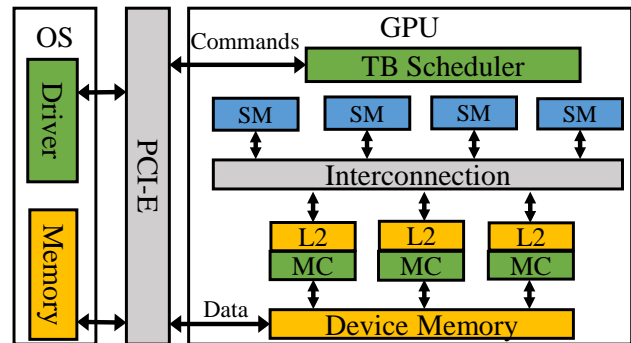 OS
Driver
Memory
PCI-E
GPU
Commands
TB Scheduler
SM SM SM SM
Interconnection
L2 L2 L2
MC MC MC
Data
Device Memory